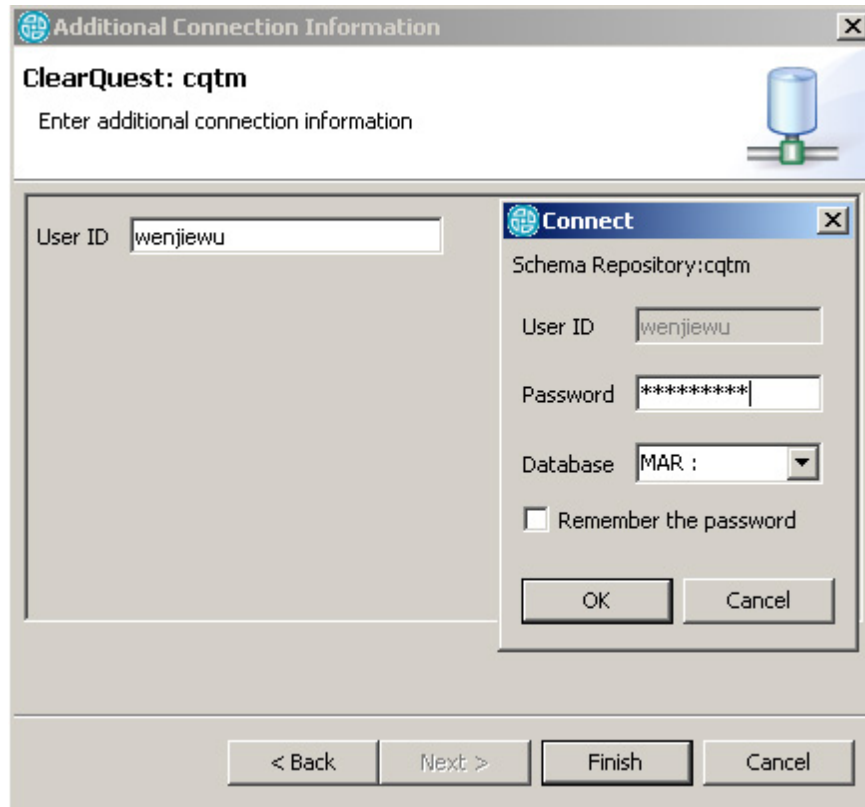 Additional Connection Information
ClearQuest: cqtm
Enter additional connection information
User ID wenjiewu
Connect
Schema Repository:cqtm
User ID wenjiewu
Password *********
Database MAR :
Remember the password
OK Cancel
< Back Next > Finish Cancel